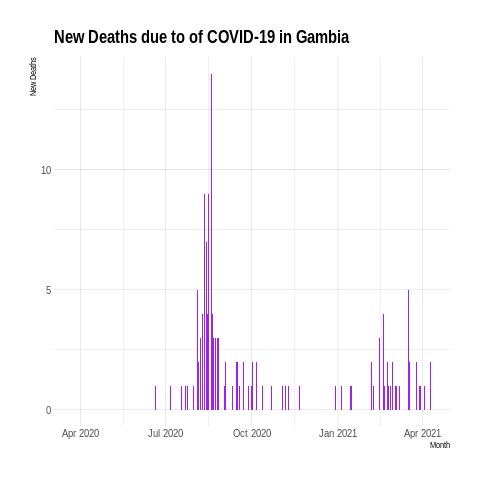 New Deaths due to of COVID-19 in Gambia
New Deaths
10
5
0
Apr 2020 Jul 2020 Oct 2020 Jan 2021 Apr 2021
Month